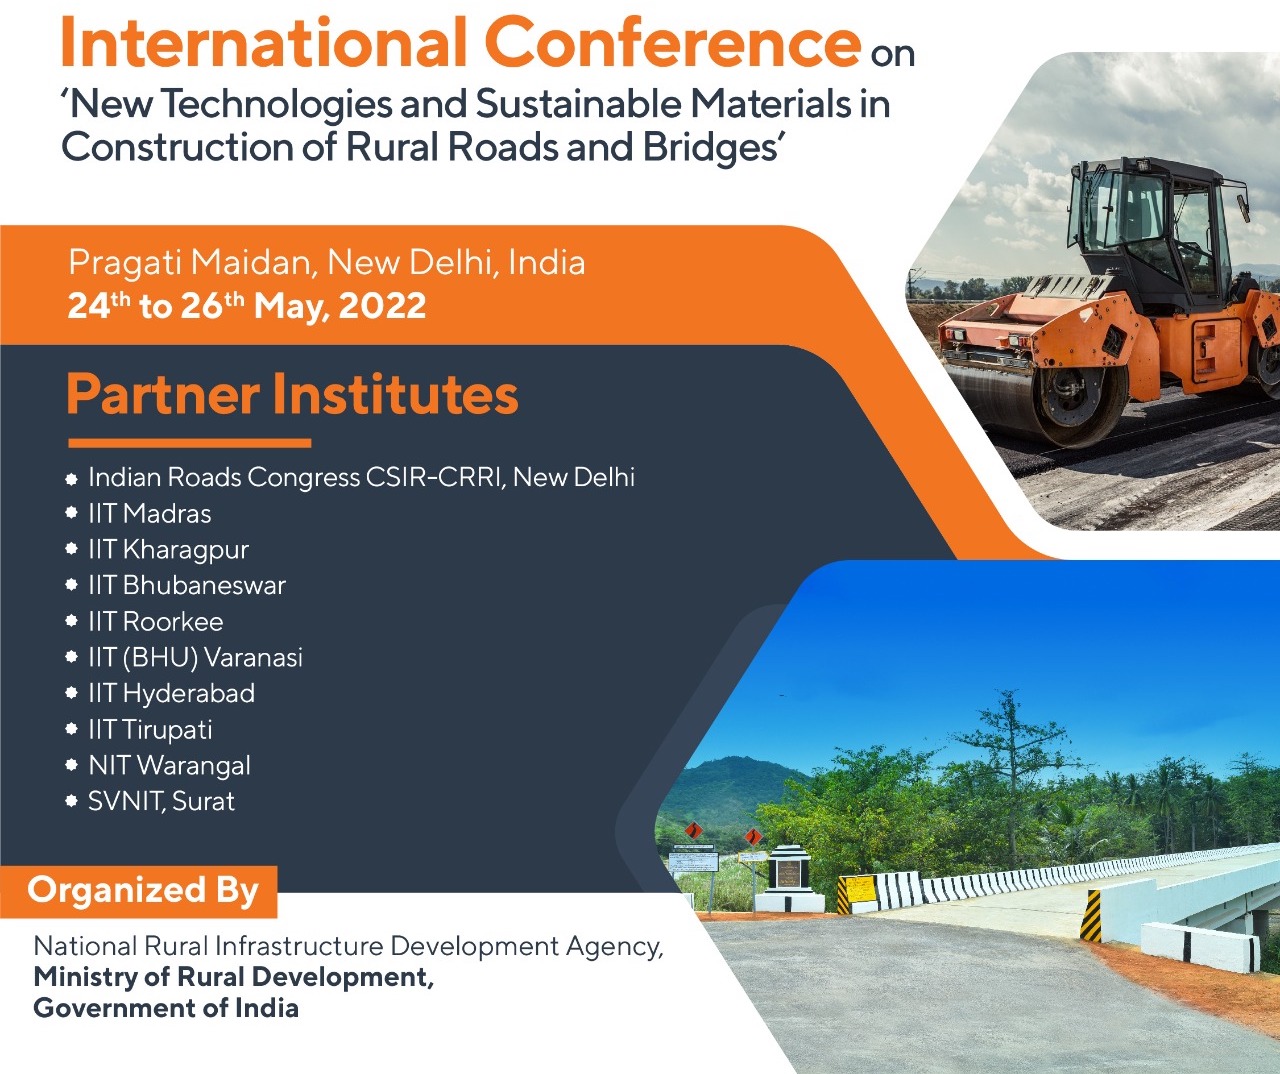 International Conference on
‘New Technologies and Sustainable Materials in
Construction of Rural Roads and Bridges’
Pragati Maidan, New Delhi, India
24th to 26th May, 2022
Partner Institutes
Indian Roads Congress CSIR-CRRI, New Delhi
IIT Madras
IIT Kharagpur
IIT Bhubaneswar
IIT Roorkee
IIT (BHU) Varanasi
IIT Hyderabad
IIT Tirupati
NIT Warangal
SVNIT, Surat
Organized By
National Rural Infrastructure Development Agency,
Ministry of Rural Development,
Government of India